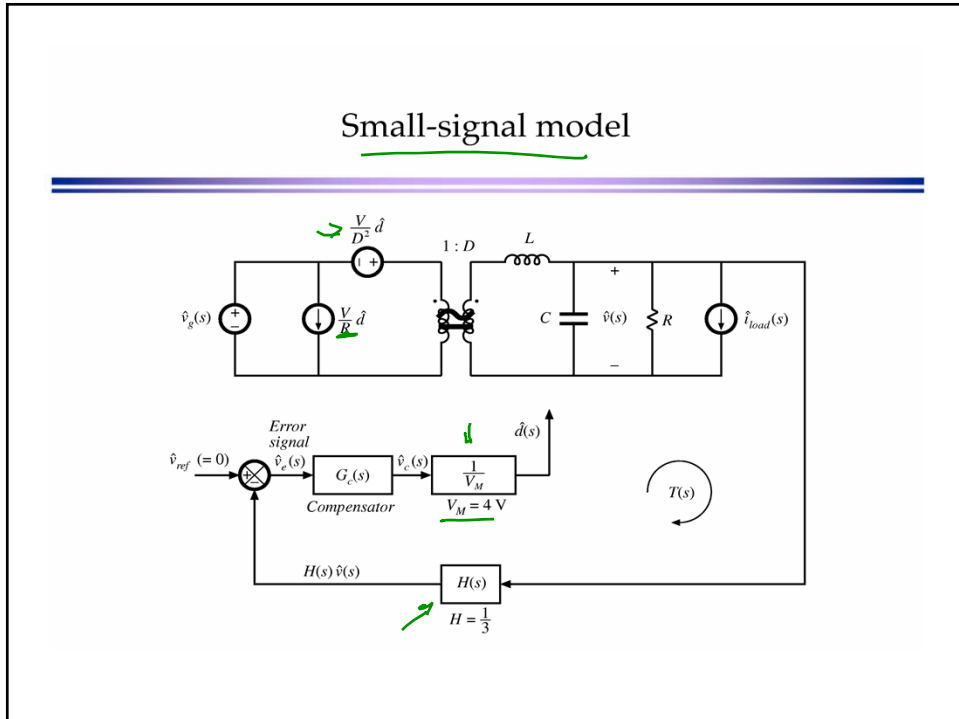 Small-signal model
V/D² d̂
1 : D
L
v̂g(s)
V/R d̂
C
+
v̂(s)
–
R
îload(s)
Error
signal
d̂(s)
v̂ref (= 0)
v̂e(s)
Gc(s)
v̂c(s)
1/VM
T(s)
Compensator
VM = 4 V
H(s) v̂(s)
H(s)
H = 1/3